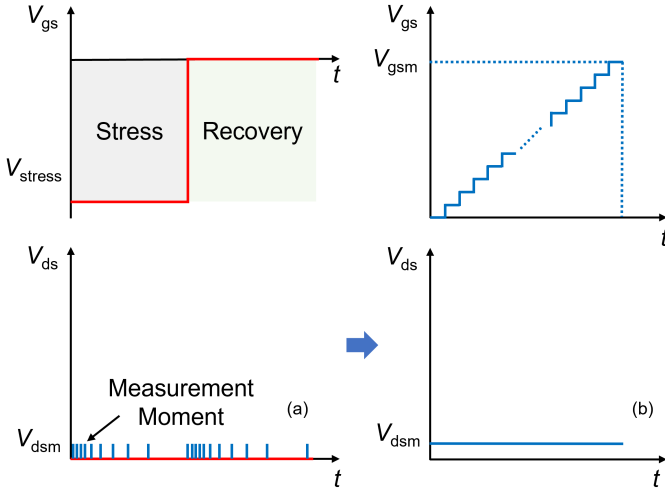 Vgs
t
Stress
Recovery
Vstress
Vgs
Vgsm
t
Vds
Measurement
Moment
(a)
Vdsm
t
Vds
(b)
Vdsm
t